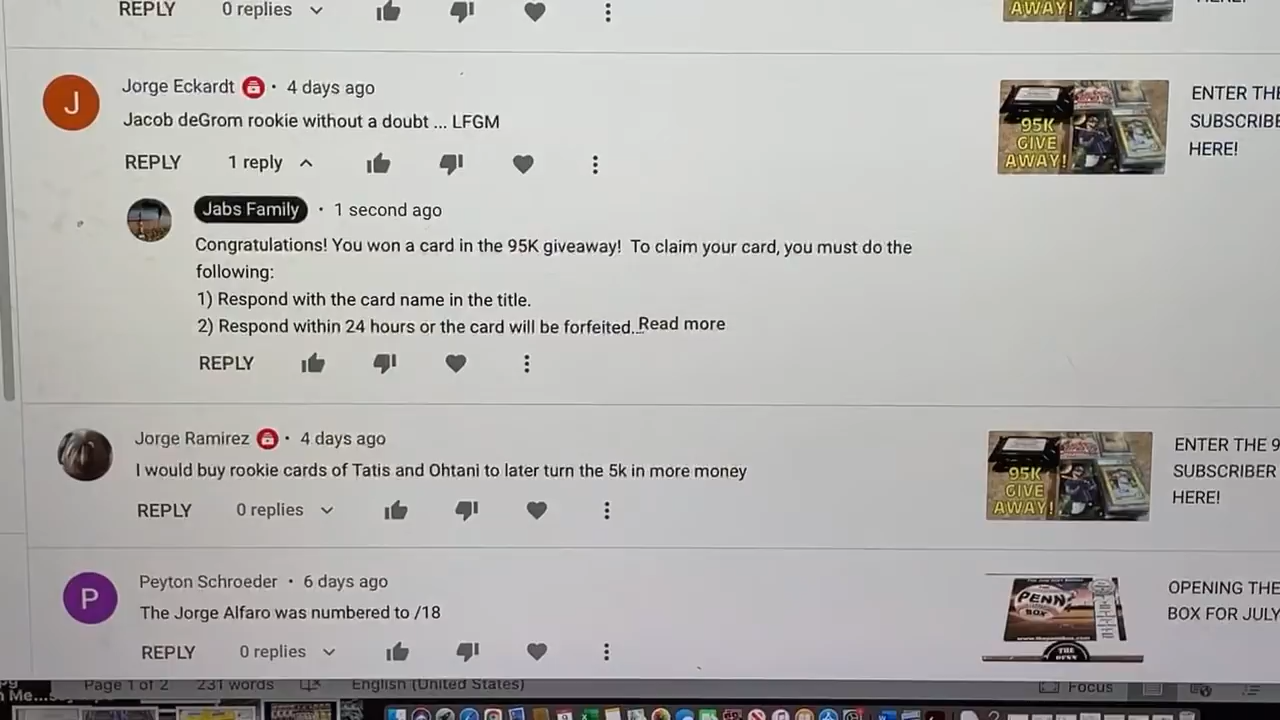 REPLY 0 replies
AWAY!
J
Jorge Eckardt · 4 days ago
Jacob deGrom rookie without a doubt ... LFGM
REPLY 1 reply
95K
GIVE
AWAY!
ENTER THE
SUBSCRIBE
HERE!
Jabs Family · 1 second ago
Congratulations! You won a card in the 95K giveaway! To claim your card, you must do the
following:
1) Respond with the card name in the title.
2) Respond within 24 hours or the card will be forfeited...Read more
REPLY
Jorge Ramirez · 4 days ago
I would buy rookie cards of Tatis and Ohtani to later turn the 5k in more money
REPLY 0 replies
95K
GIVE
AWAY!
ENTER THE 9
SUBSCRIBER
HERE!
P
Peyton Schroeder · 6 days ago
The Jorge Alfaro was numbered to /18
REPLY 0 replies
PENN
BOX
THE
OPENING THE
BOX FOR JULY
Page 1 of 2 231 words English (United States) Focus